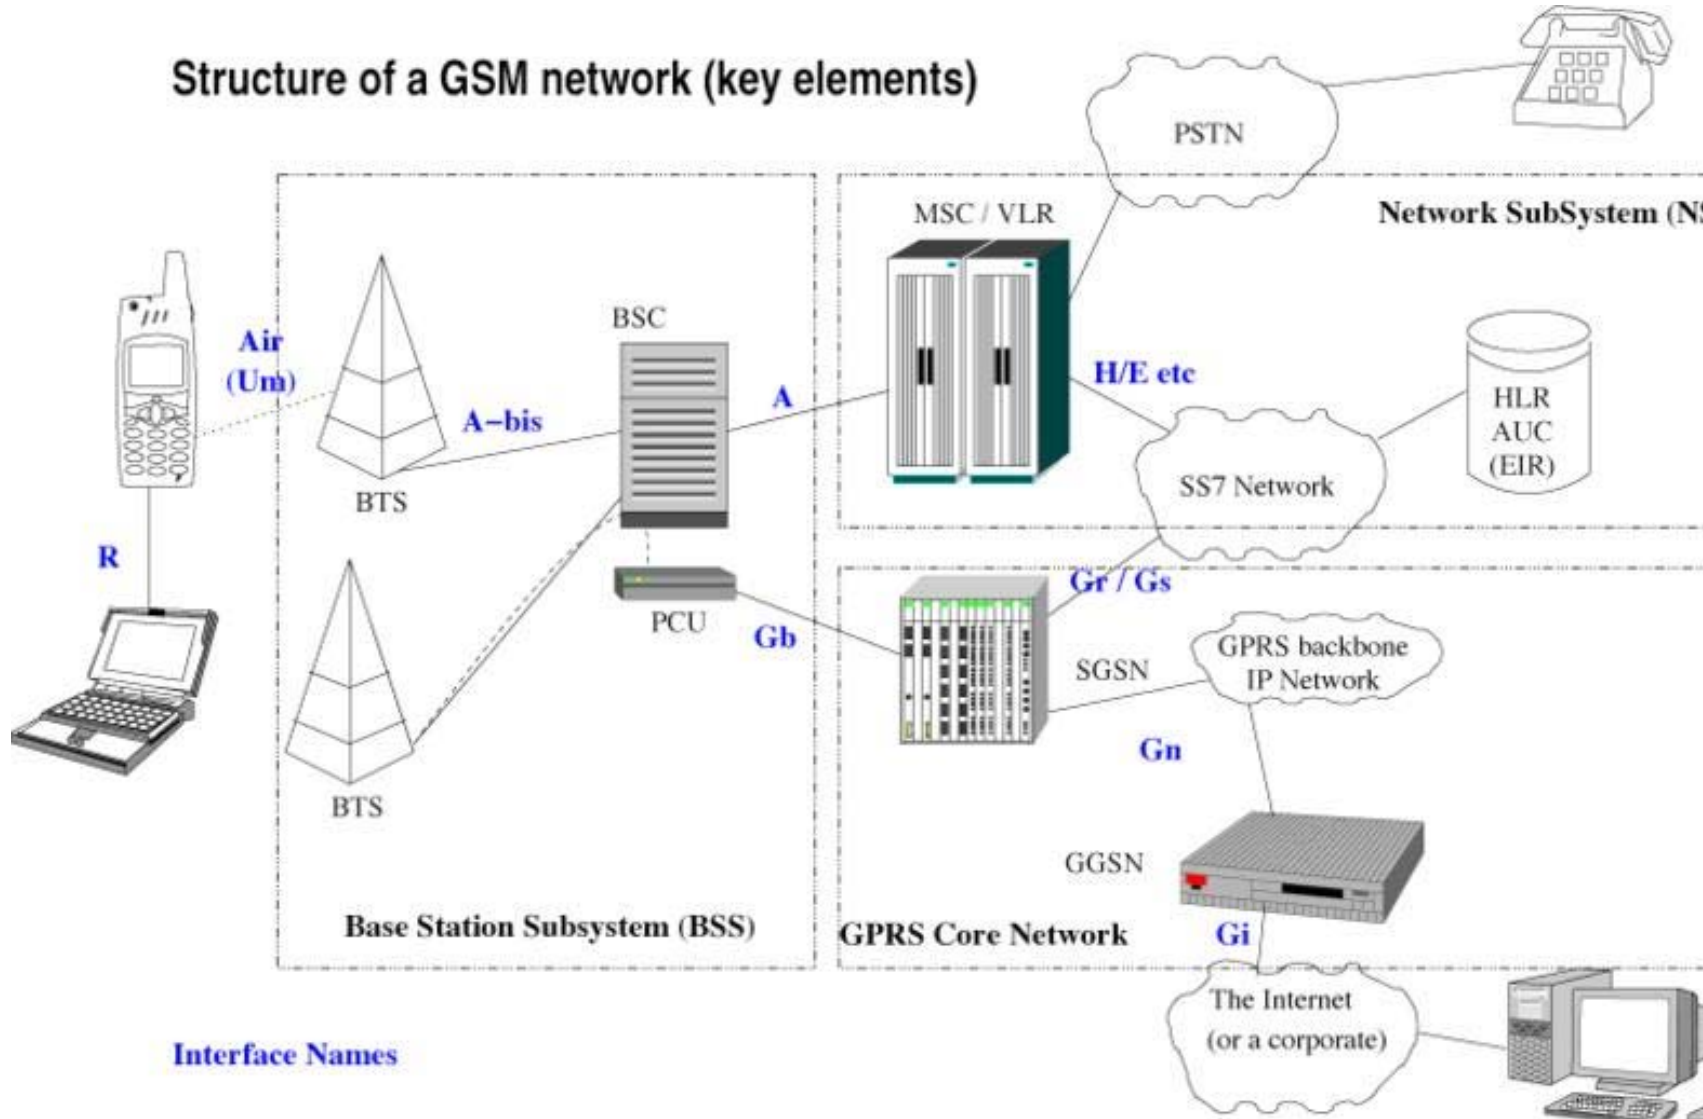 Structure of a GSM network (key elements)
PSTN
MSC / VLR
Network SubSystem (NS
Air
(Um)
BSC
A
H/E etc
HLR
AUC
(EIR)
A-bis
SS7 Network
BTS
R
Gr / Gs
PCU
Gb
GPRS backbone
IP Network
SGSN
Gn
BTS
GGSN
Base Station Subsystem (BSS)
GPRS Core Network
Gi
The Internet
(or a corporate)
Interface Names